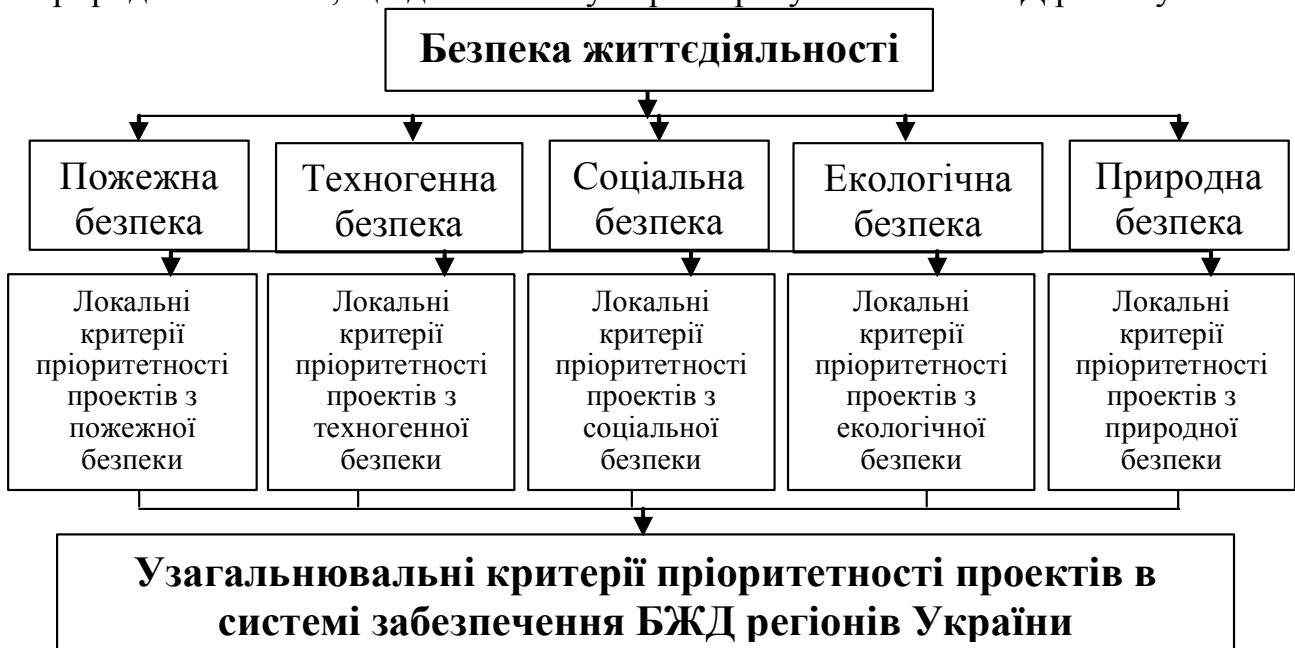 Безпека життєдіяльності
Пожежна
безпека
Техногенна
безпека
Соціальна
безпека
Екологічна
безпека
Природна
безпека
Локальні
критерії
пріоритетності
проектів з
пожежної
безпеки
Локальні
критерії
пріоритетності
проектів з
техногенної
безпеки
Локальні
критерії
пріоритетності
проектів з
соціальної
безпеки
Локальні
критерії
пріоритетності
проектів з
екологічної
безпеки
Локальні
критерії
пріоритетності
проектів з
природної
безпеки
Узагальнювальні критерії пріоритетності проектів в
системі забезпечення БЖД регіонів України